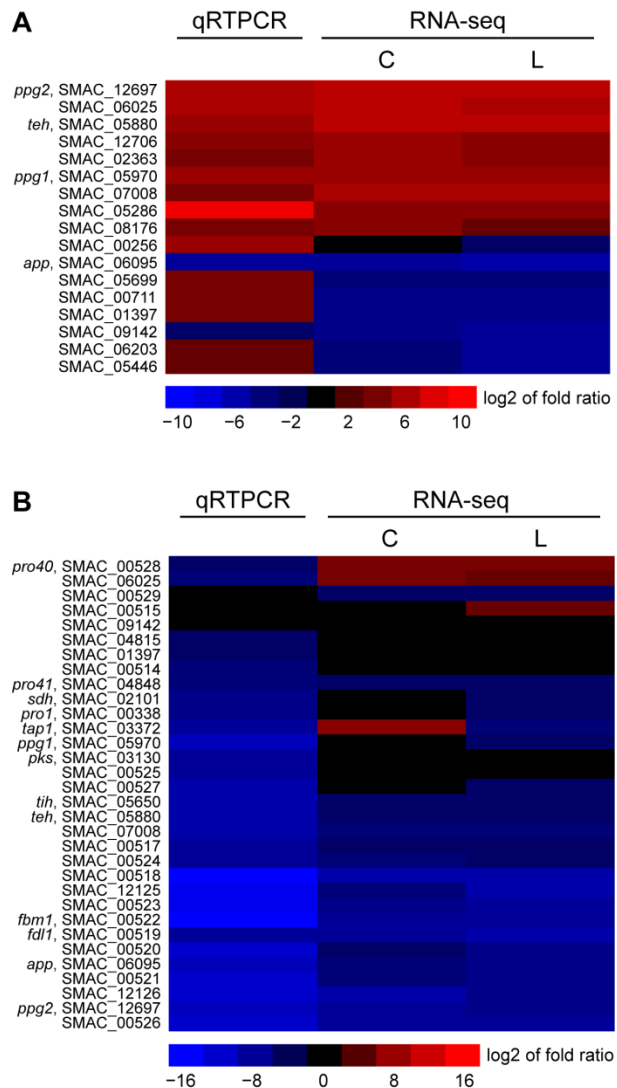 A
qRTPCR RNA-seq
C L
ppg2, SMAC_12697
SMAC_06025
teh, SMAC_05880
SMAC_12706
SMAC_02363
ppg1, SMAC_05970
SMAC_07008
SMAC_05286
SMAC_08176
SMAC_00256
app, SMAC_06095
SMAC_05699
SMAC_00711
SMAC_01397
SMAC_09142
SMAC_06203
SMAC_05446
log2 of fold ratio
−10 −6 −2 2 6 10
B
qRTPCR RNA-seq
C L
pro40, SMAC_00528
SMAC_06025
SMAC_00529
SMAC_00515
SMAC_09142
SMAC_04815
SMAC_01397
SMAC_00514
pro41, SMAC_04848
sdh, SMAC_02101
pro1, SMAC_00338
tap1, SMAC_03372
ppg1, SMAC_05970
pks, SMAC_03130
SMAC_00525
SMAC_00527
tih, SMAC_05650
teh, SMAC_05880
SMAC_07008
SMAC_00517
SMAC_00524
SMAC_00518
SMAC_12125
SMAC_00523
fbm1, SMAC_00522
fdl1, SMAC_00519
SMAC_00520
app, SMAC_06095
SMAC_00521
SMAC_12126
ppg2, SMAC_12697
SMAC_00526
log2 of fold ratio
−16 −8 0 8 16